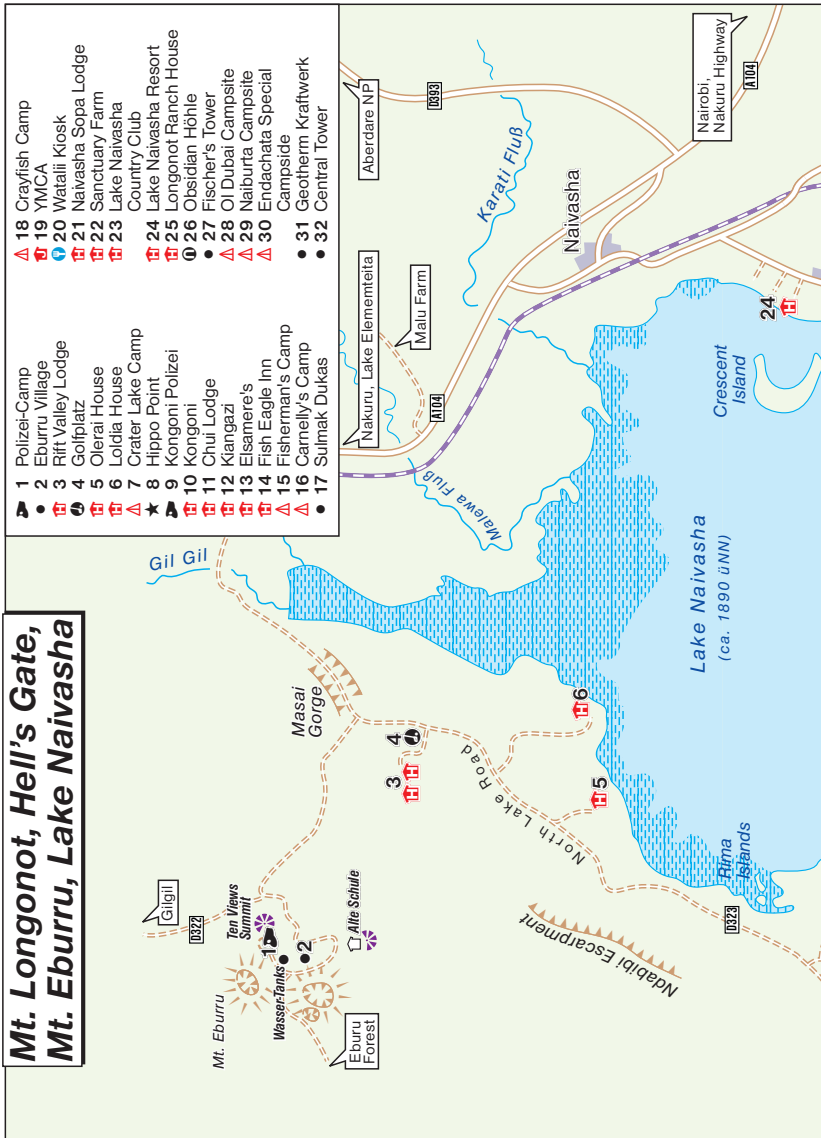 Mt. Longonot, Hell's Gate,
Mt. Eburru, Lake Naivasha
1 Polizei-Camp
2 Eburru Village
3 Rift Valley Lodge
4 Golfplatz
5 Olerai House
6 Loldia House
7 Crater Lake Camp
8 Hippo Point
9 Kongoni Polizei
10 Kongoni
11 Chui Lodge
12 Kiangazi
13 Elsamere's
14 Fish Eagle Inn
15 Fisherman's Camp
16 Carnelly's Camp
17 Sulmak Dukas
18 Crayfish Camp
19 YMCA
20 Watalii Kiosk
21 Naivasha Sopa Lodge
22 Sanctuary Farm
23 Lake Naivasha
Country Club
24 Lake Naivasha Resort
25 Longonot Ranch House
26 Obsidian Höhle
27 Fischer's Tower
28 Ol Dubai Campsite
29 Naiburta Campsite
30 Endachata Special
Campside
31 Geotherm Kraftwerk
32 Central Tower
Gilgil
D322
Ten Views
Summit
1
2
Wasser-Tanks
Alte Schule
Mt. Eburru
Eburu
Forest
Gil Gil
Masai
Gorge
4
3
North Lake Road
6
5
Ndabibi Escarpment
D323
Rima
Islands
Lake Naivasha
(ca. 1890 üNN)
Malewa Fluß
Nakuru, Lake Elementeita
Malu Farm
A104
Aberdare NP
D393
Karati Fluß
Naivasha
Nairobi,
Nakuru Highway
A104
24
Crescent
Island